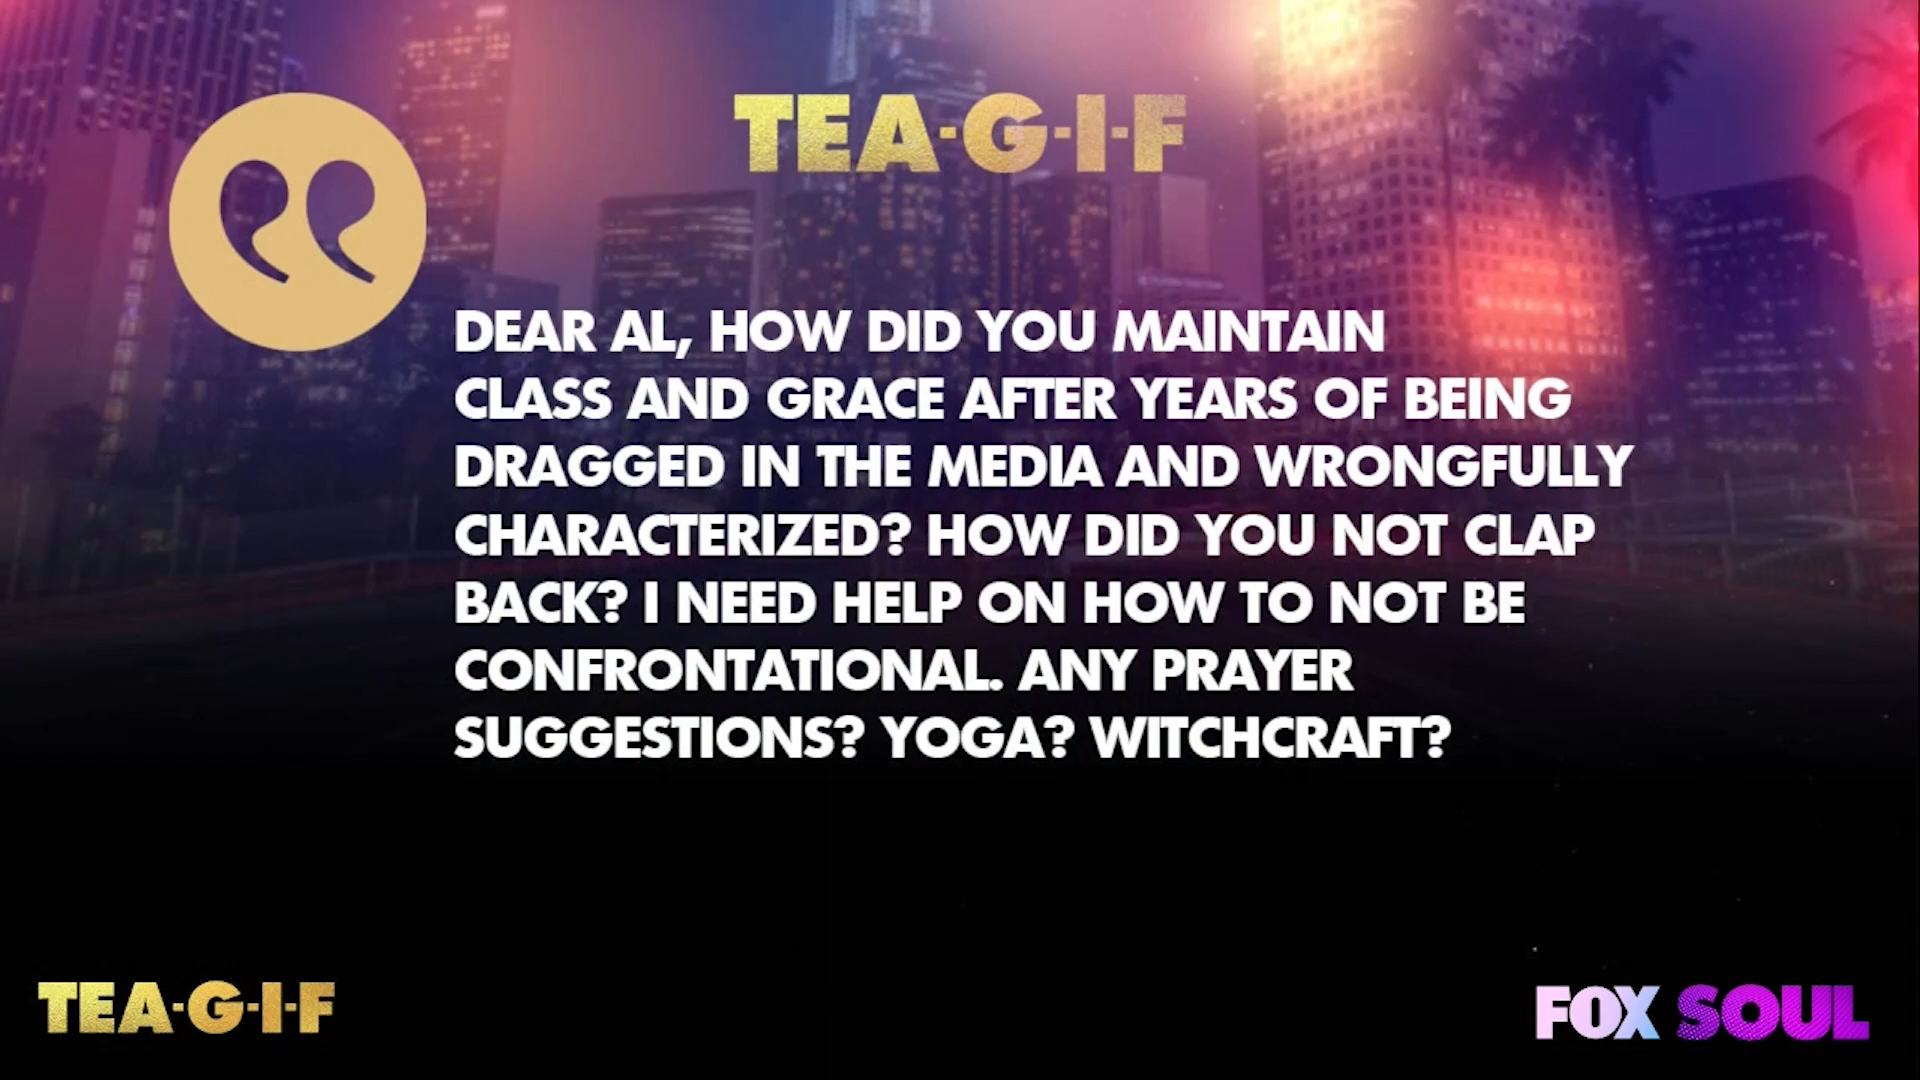 TEA-G-I-F
DEAR AL, HOW DID YOU MAINTAIN
CLASS AND GRACE AFTER YEARS OF BEING
DRAGGED IN THE MEDIA AND WRONGFULLY
CHARACTERIZED? HOW DID YOU NOT CLAP
BACK? I NEED HELP ON HOW TO NOT BE
CONFRONTATIONAL. ANY PRAYER
SUGGESTIONS? YOGA? WITCHCRAFT?
TEA-G-I-F
FOX SOUL